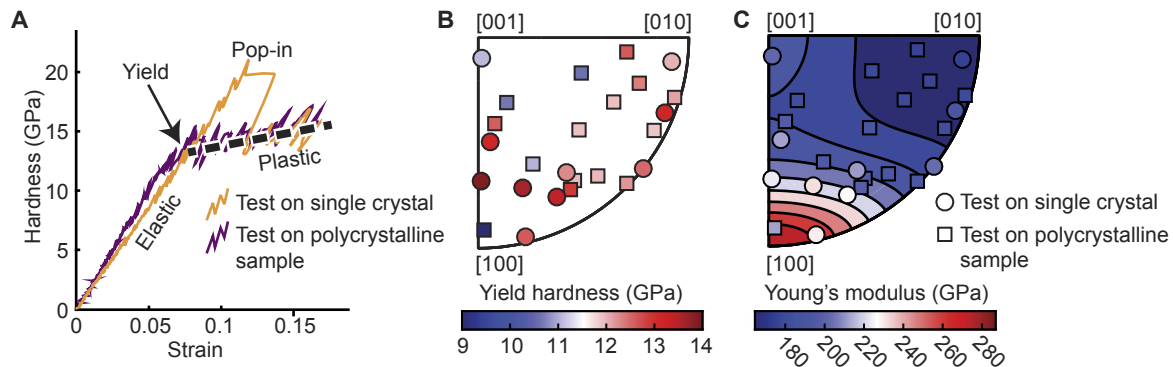 A
Hardness (GPa)
20
15
10
5
0
0
0.05
0.1
0.15
Strain
Yield
Pop-in
Elastic
Plastic
Test on single crystal
Test on polycrystalline
sample
B
[001]
[010]
[100]
Yield hardness (GPa)
9
10
11
12
13
14
C
[001]
[010]
[100]
Test on single crystal
Test on polycrystalline
sample
Young's modulus (GPa)
180
200
220
240
260
280